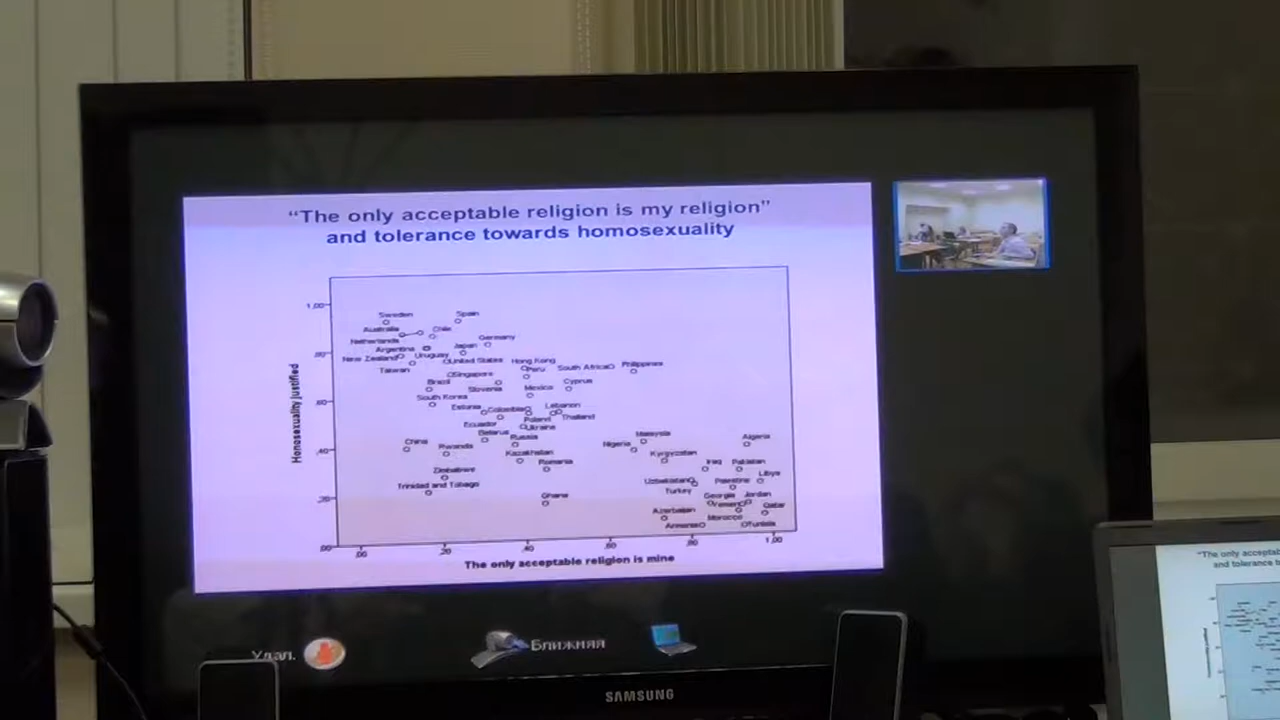 “The only acceptable religion is my religion”
and tolerance towards homosexuality
1,00
,80
,60
,40
,20
,00
Homosexuality justified
Sweden
Spain
Australia
Chile
Netherlands
Germany
Argentina
Japan
New Zealand
Uruguay
United States
Hong Kong
Taiwan
Peru
South Africa
Philippines
Singapore
Brazil
Slovenia
Cyprus
Mexico
South Korea
Estonia
Colombia
Lebanon
Thailand
Ecuador
Poland
Ukraine
Belarus
Russia
China
Rwanda
Nigeria
Malaysia
Algeria
Kazakhstan
Romania
Kyrgyzstan
Iraq
Pakistan
Zimbabwe
Libya
Trinidad and Tobago
Uzbekistan
Palestine
Turkey
Ghana
Georgia
Jordan
Yemen
Qatar
Azerbaijan
Morocco
Armenia
Tunisia
,00
,20
,40
,60
,80
1,00
The only acceptable religion is mine
Удал.
Ближняя
SAMSUNG
"The only acceptab
and tolerance t